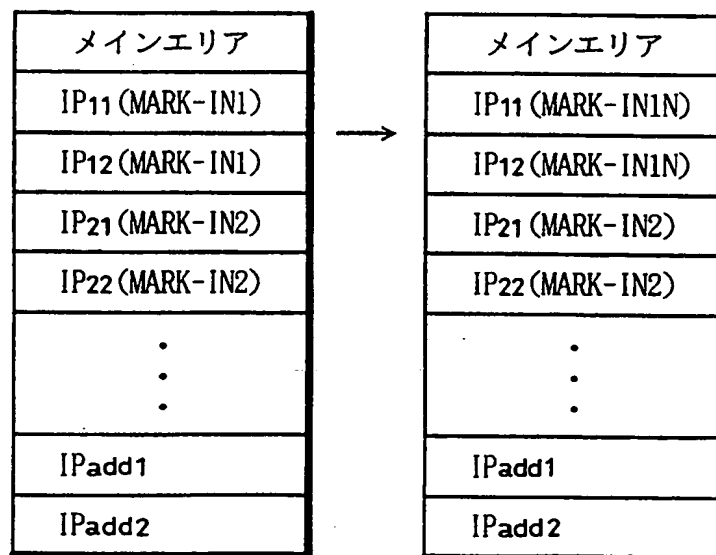 メインエリア
IP11(MARK-IN1)
IP12(MARK-IN1)
IP21(MARK-IN2)
IP22(MARK-IN2)
IPadd1
IPadd2
→
メインエリア
IP11(MARK-IN1N)
IP12(MARK-IN1N)
IP21(MARK-IN2)
IP22(MARK-IN2)
IPadd1
IPadd2